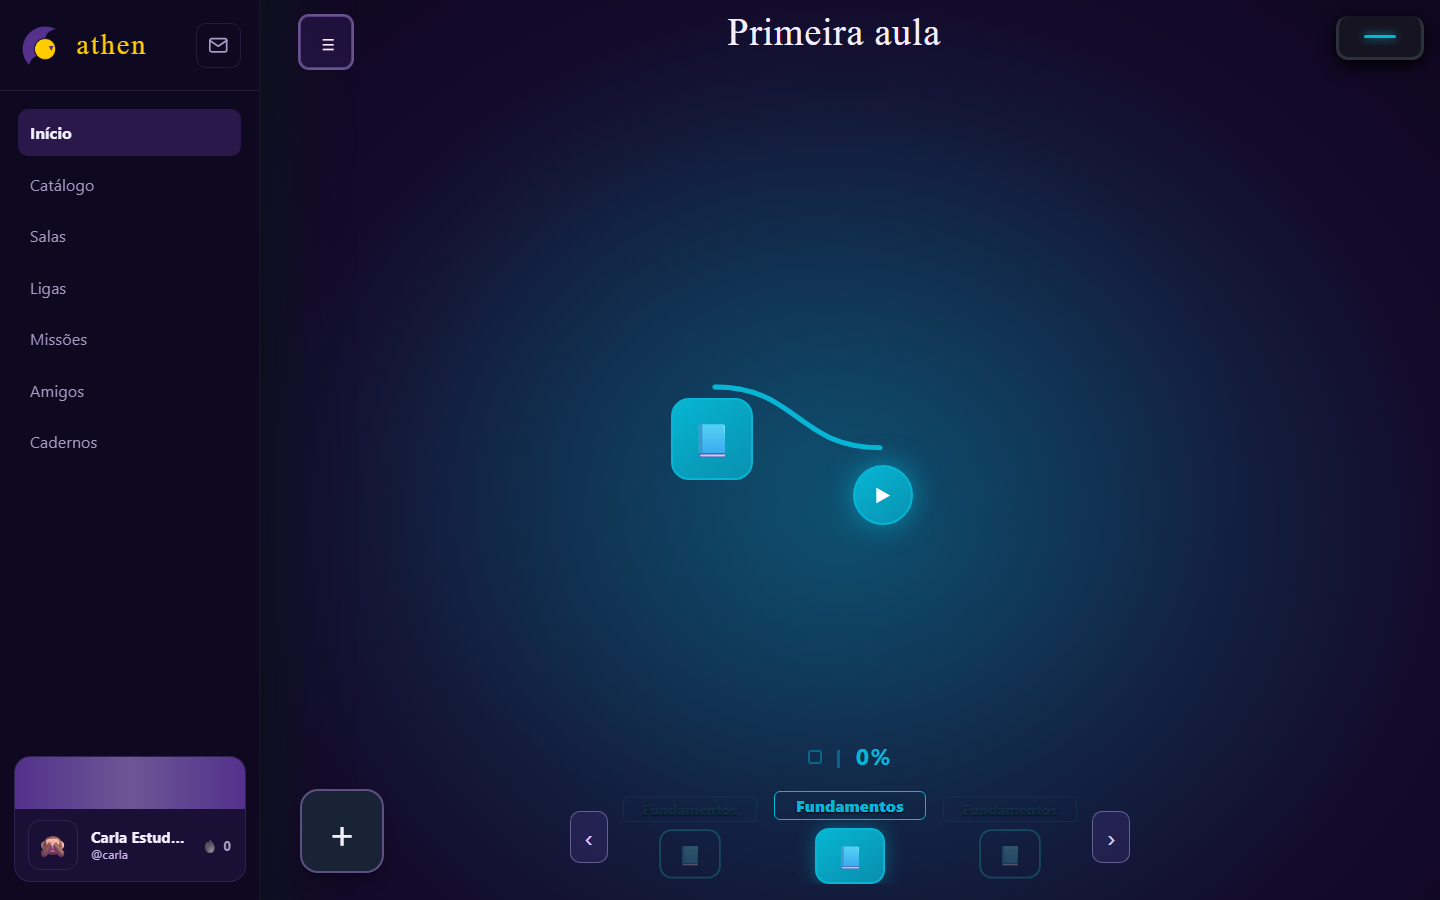 athen
Primeira aula
Início
Catálogo
Salas
Ligas
Missões
Amigos
Cadernos
0%
Fundamentos
Fundamentos
Fundamentos
Carla Estud...
@carla
0